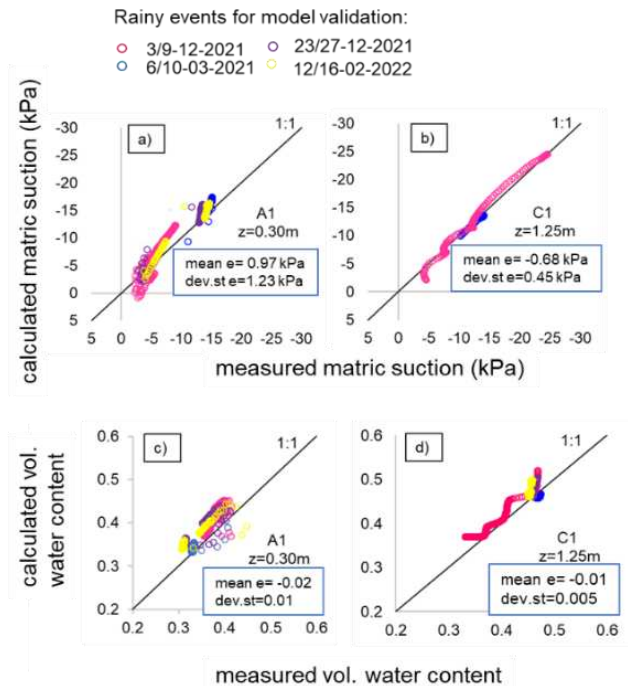 Rainy events for model validation:
3/9-12-2021 23/27-12-2021
6/10-03-2021 12/16-02-2022
calculated matric suction (kPa)
-30
-25
-20
-15
-10
-5
0
5
a)
1:1
A1
z=0.30m
mean e= 0.97 kPa
dev.st e=1.23 kPa
5 0 -5 -10 -15 -20 -25 -30
-30
-25
-20
-15
-10
-5
0
5
b)
1:1
C1
z=1.25m
mean e= -0.68 kPa
dev.st e=0.45 kPa
5 0 -5 -10 -15 -20 -25 -30
measured matric suction (kPa)
calculated vol.
water content
0.6
0.5
0.4
0.3
0.2
c)
1:1
A1
z=0.30m
mean e= -0.02
dev.st=0.01
0.2 0.3 0.4 0.5 0.6
0.6
0.5
0.4
0.3
0.2
d)
1:1
C1
z=1.25m
mean e= -0.01
dev.st=0.005
0.2 0.3 0.4 0.5 0.6
measured vol. water content